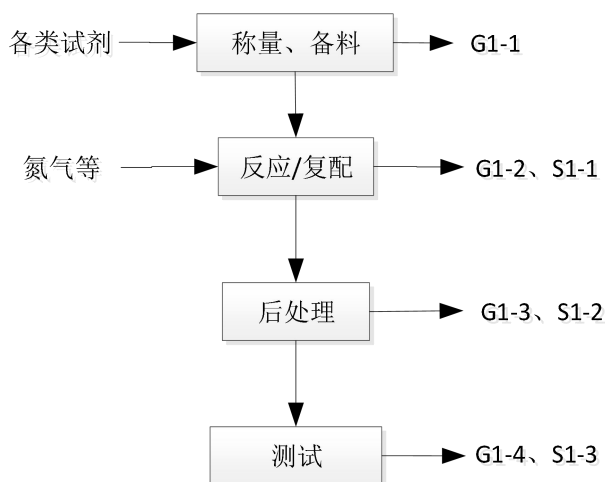 各类试剂
称量、备料
G1-1
氮气等
反应/复配
G1-2、S1-1
后处理
G1-3、S1-2
测试
G1-4、S1-3